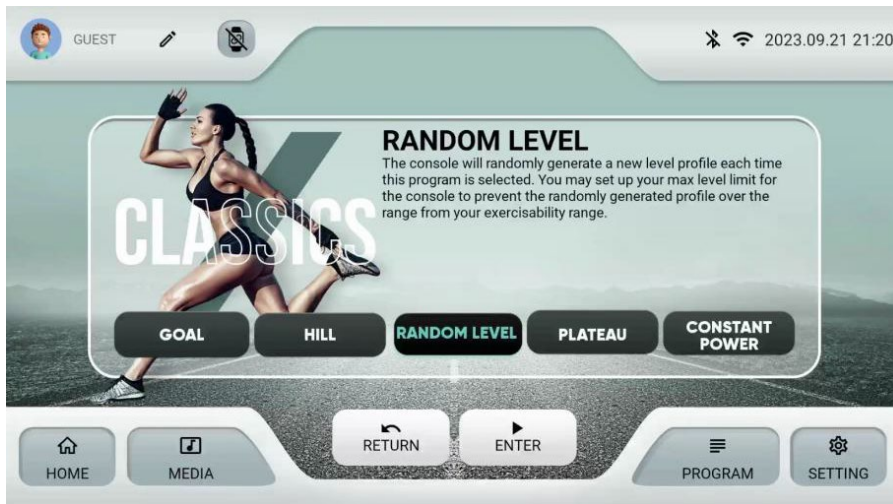 GUEST
2023.09.21 21:20
RANDOM LEVEL
The console will randomly generate a new level profile each time
this program is selected. You may set up your max level limit for
the console to prevent the randomly generated profile over the
range from your exercisability range.
X
CLASSICS
GOAL
HILL
RANDOM LEVEL
PLATEAU
CONSTANT
POWER
RETURN
ENTER
HOME
MEDIA
PROGRAM
SETTING